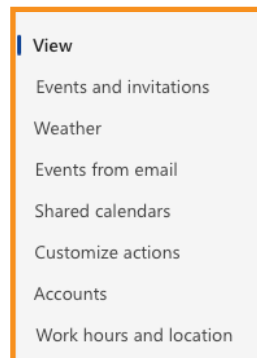 View
Events and invitations
Weather
Events from email
Shared calendars
Customize actions
Accounts
Work hours and location